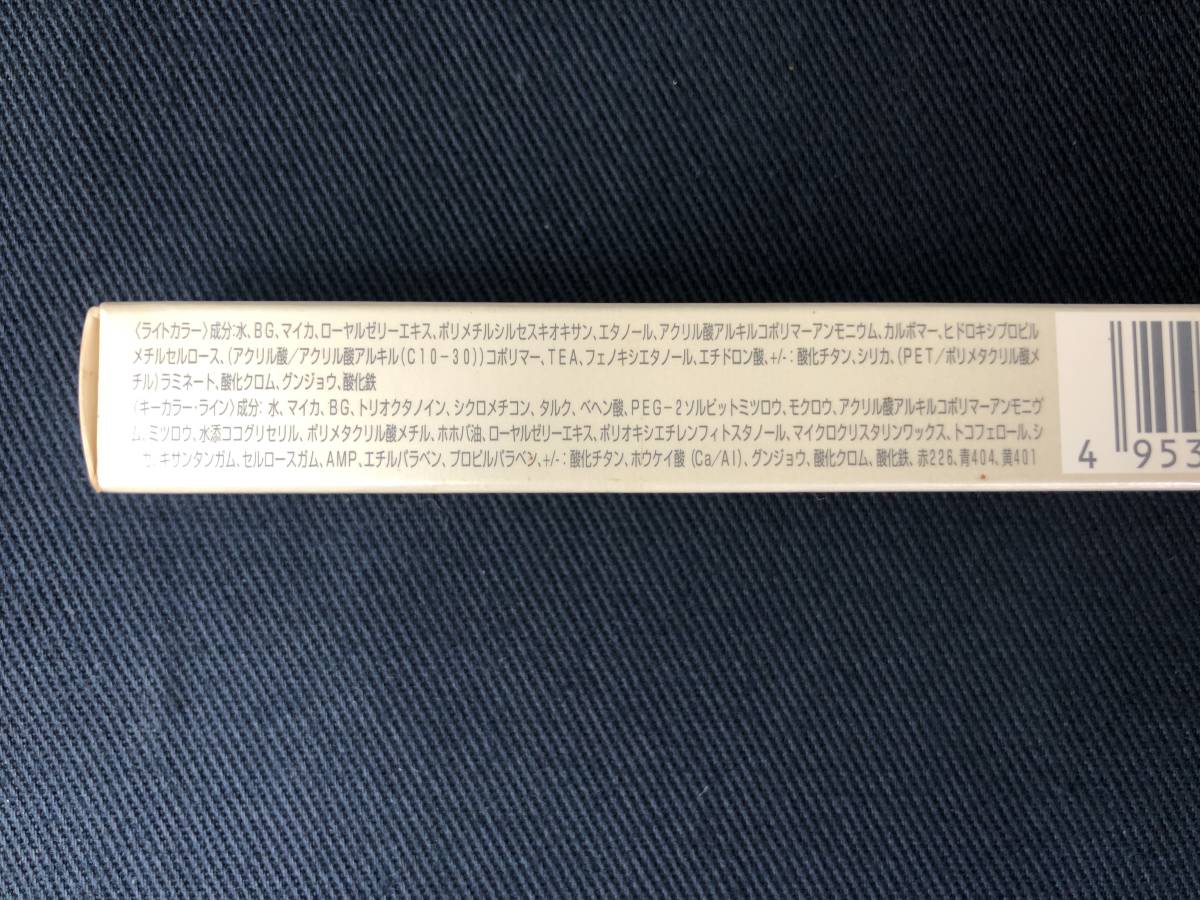 〈ライトカラー〉成分:水、BG、マイカ、ローヤルゼリーエキス、ポリメチルシルセスキオキサン、エタノール、アクリル酸アルキルコポリマーアンモニウム、カルボマー、ヒドロキシプロピル
メチルセルロース、(アクリル酸/アクリル酸アルキル(C10-30))コポリマー、TEA、フェノキシエタノール、エチドロン酸、+/-:酸化チタン、シリカ、(PET/ポリメタクリル酸メ
チル)ラミネート、酸化クロム、グンジョウ、酸化鉄
〈キーカラー・ライン〉成分: 水、マイカ、BG、トリオクタノイン、シクロメチコン、タルク、ベヘン酸、PEG-2ソルビットミツロウ、モクロウ、アクリル酸アルキルコポリマーアンモニウ
ム、ミツロウ、水添ココグリセリル、ポリメタクリル酸メチル、ホホバ油、ローヤルゼリーエキス、ポリオキシエチレンフィトスタノール、マイクロクリスタリンワックス、トコフェロール、シ
カ、キサンタンガム、セルロースガム、AMP、エチルパラベン、プロピルパラベン、+/-:酸化チタン、ホウケイ酸(Ca/Al)、グンジョウ、酸化クロム、酸化鉄、赤226、青404、黄401
4 953